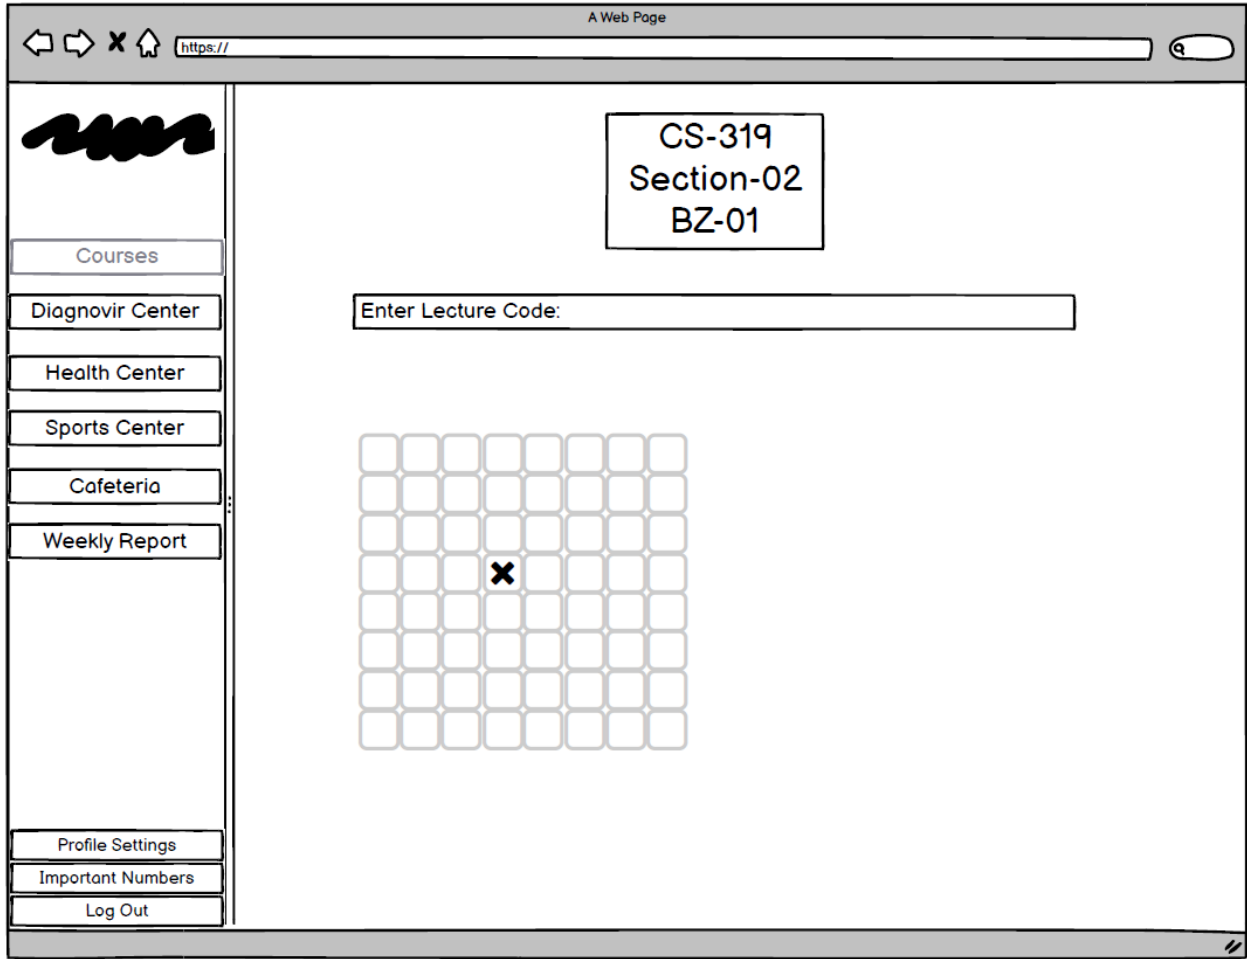 A Web Page
https://
CS-319
Section-02
BZ-01
Courses
Diagnovir Center
Health Center
Sports Center
Cafeteria
Weekly Report
Enter Lecture Code:
Profile Settings
Important Numbers
Log Out